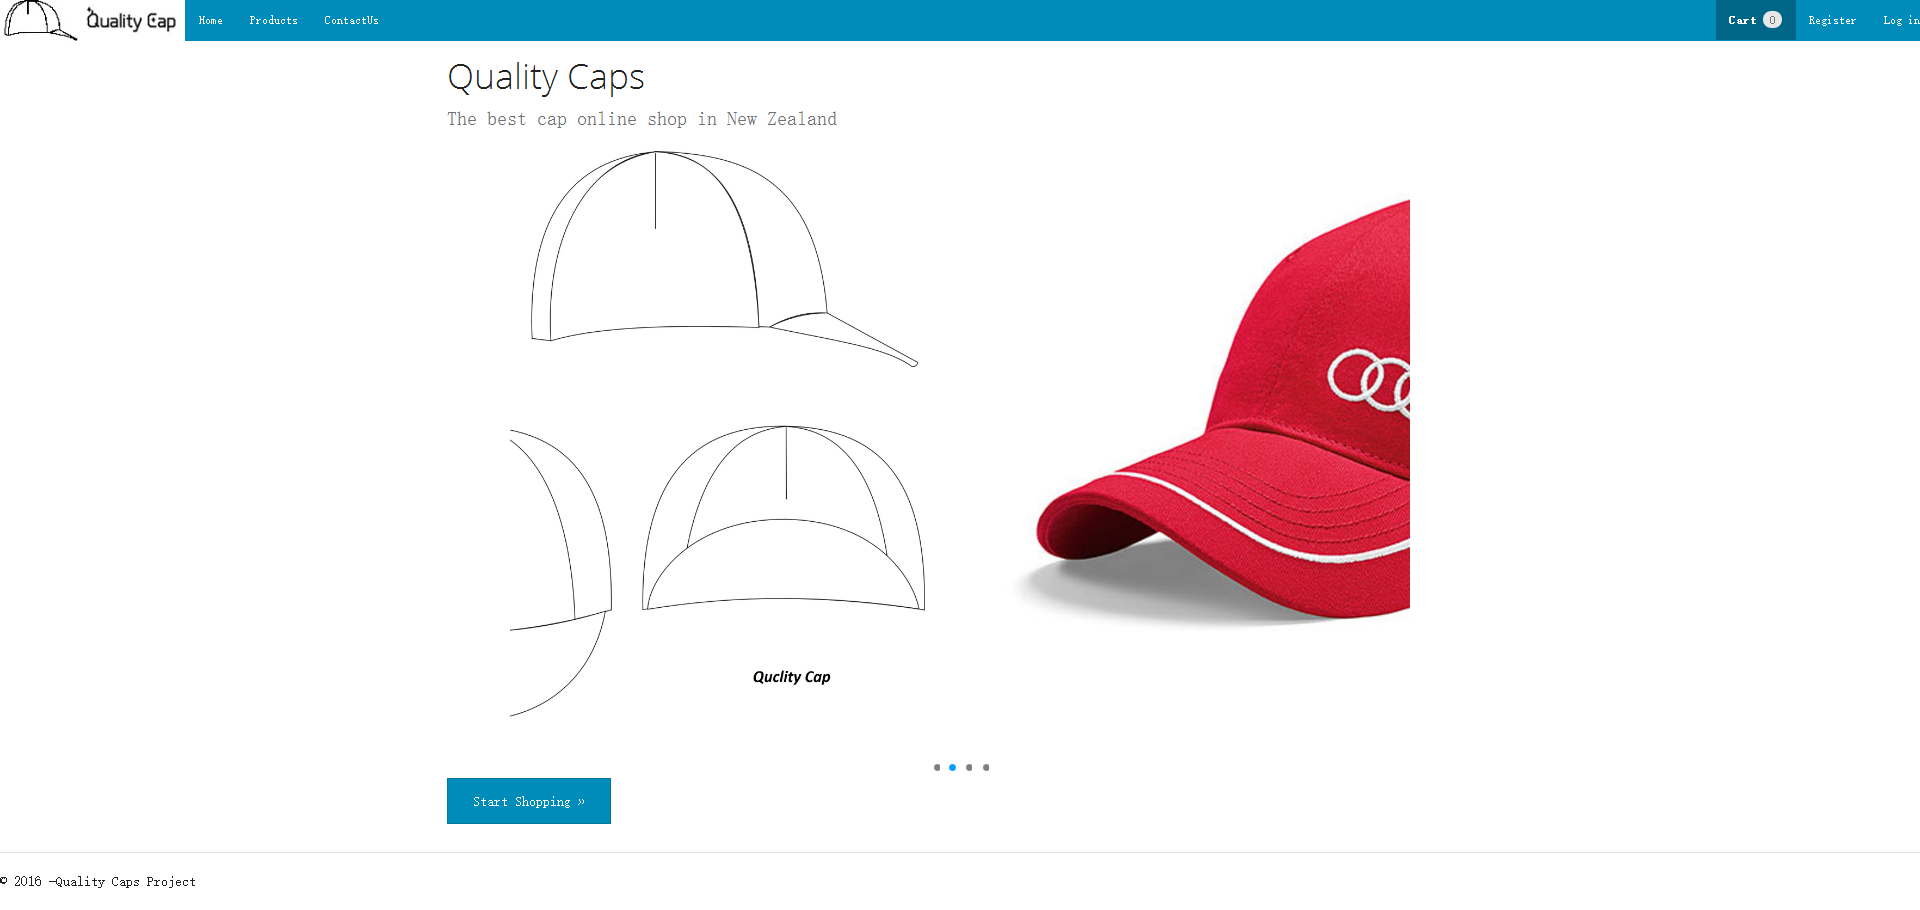 Quality Cap Home Products ContactUs Cart 0 Register Log in
Quality Caps
The best cap online shop in New Zealand
Quclity Cap
Start Shopping »
© 2016 -Quality Caps Project